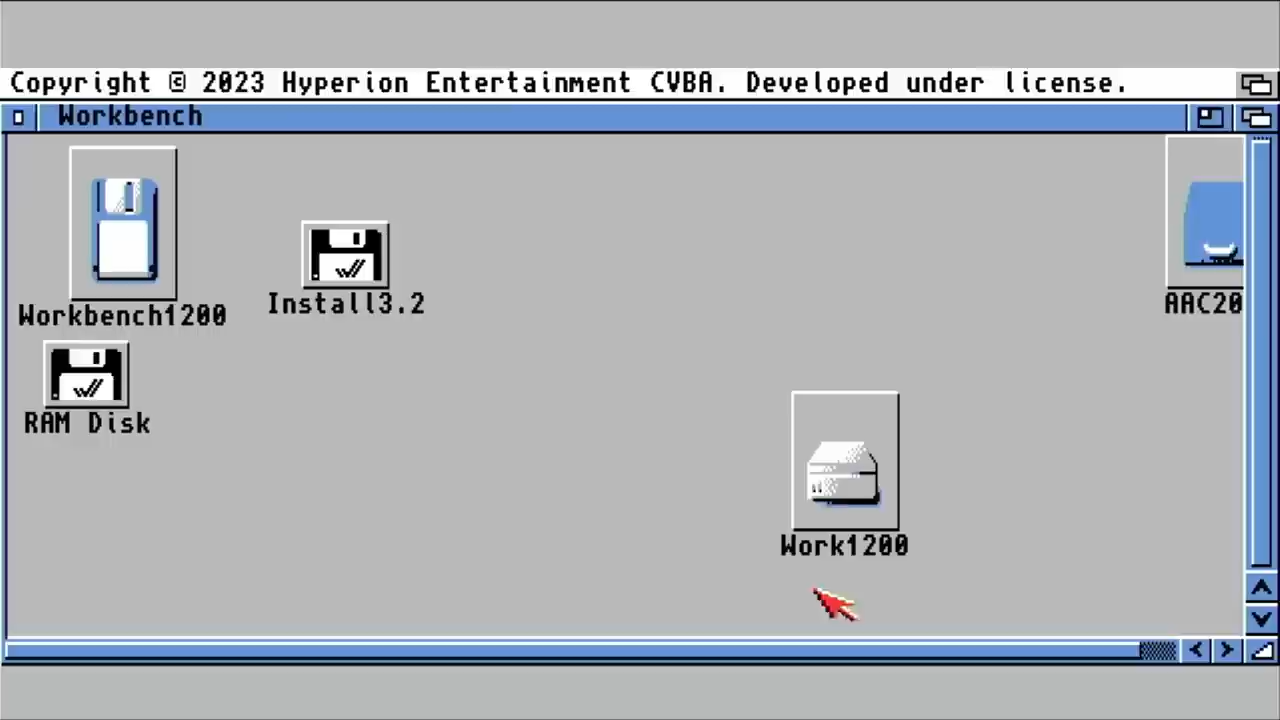 Copyright © 2023 Hyperion Entertainment CVBA. Developed under license.
Workbench
Workbench1200
Install3.2
AAC20
RAM Disk
Work1200